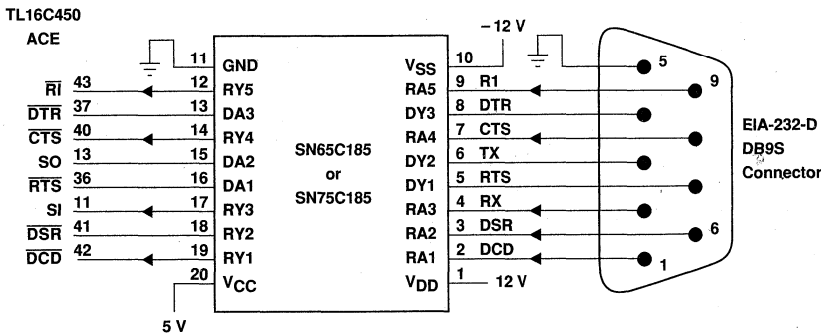 TL16C450
ACE
−12 V
11 GND VSS 10
5
RI 43 12 RY5 RA5 9 R1
9
DTR 37 13 DA3 DY3 8 DTR
CTS 40 14 RY4 RA4 7 CTS
SO 13 15 DA2 DY2 6 TX
RTS 36 16 DA1 DY1 5 RTS
SI 11 17 RY3 RA3 4 RX
DSR 41 18 RY2 RA2 3 DSR
6
DCD 42 19 RY1 RA1 2 DCD
1
20 VCC VDD 1 12 V
5 V
SN65C185
or
SN75C185
EIA-232-D
DB9S
Connector